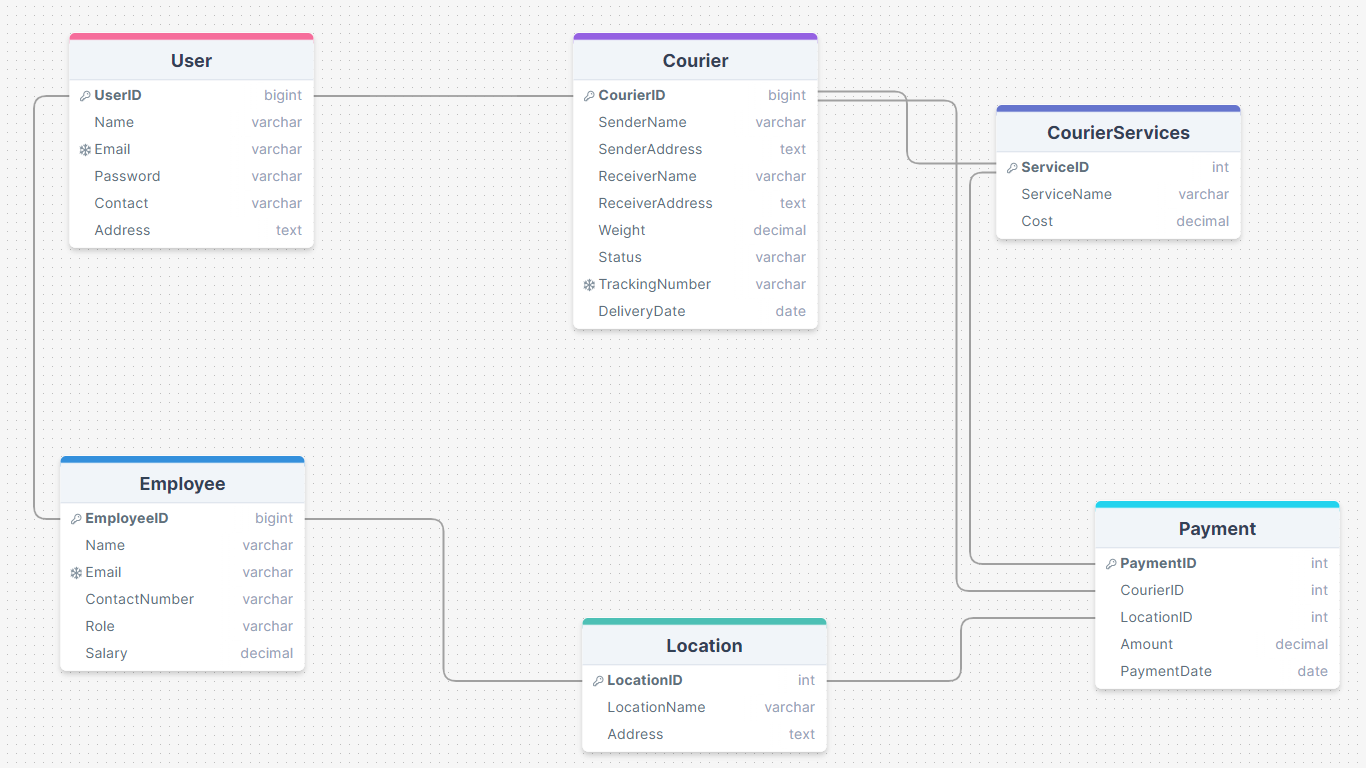 User
UserID bigint
Name varchar
Email varchar
Password varchar
Contact varchar
Address text
Courier
CourierID bigint
SenderName varchar
SenderAddress text
ReceiverName varchar
ReceiverAddress text
Weight decimal
Status varchar
TrackingNumber varchar
DeliveryDate date
CourierServices
ServiceID int
ServiceName varchar
Cost decimal
Employee
EmployeeID bigint
Name varchar
Email varchar
ContactNumber varchar
Role varchar
Salary decimal
Location
LocationID int
LocationName varchar
Address text
Payment
PaymentID int
CourierID int
LocationID int
Amount decimal
PaymentDate date